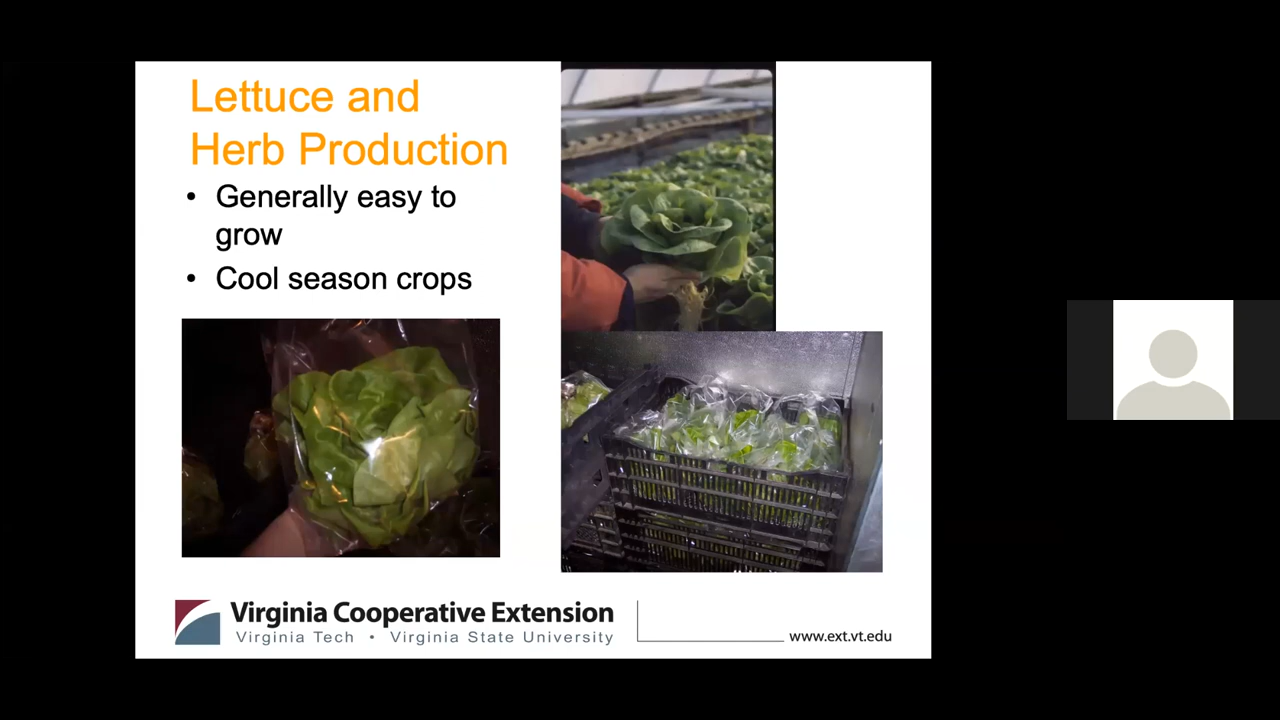 Lettuce and
Herb Production
• Generally easy to
grow
• Cool season crops
Virginia Cooperative Extension
Virginia Tech • Virginia State University
www.ext.vt.edu